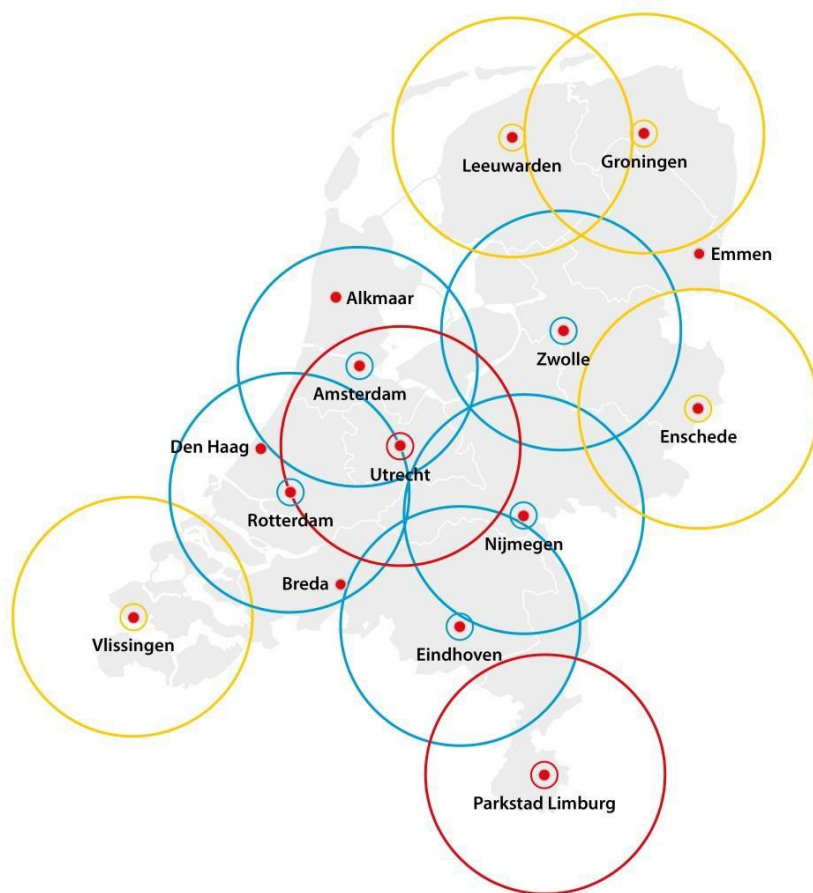 Leeuwarden
Groningen
Emmen
Alkmaar
Zwolle
Amsterdam
Den Haag
Enschede
Utrecht
Rotterdam
Nijmegen
Breda
Vlissingen
Eindhoven
Parkstad Limburg